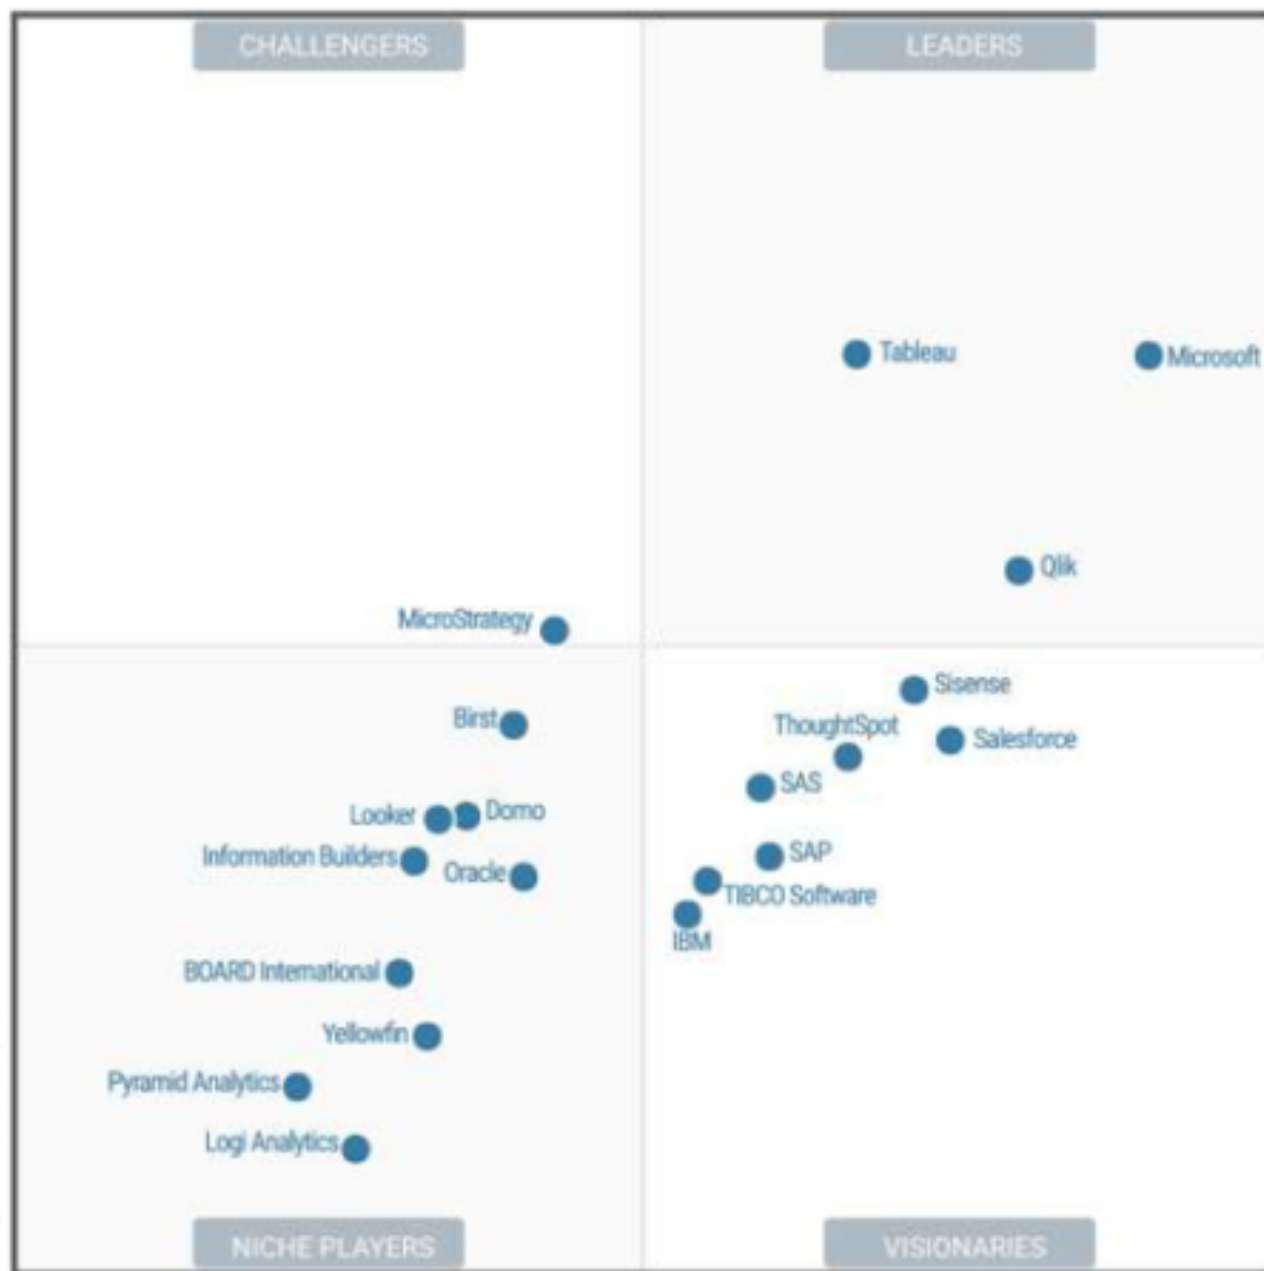 CHALLENGERS
LEADERS
Tableau
Microsoft
Qlik
MicroStrategy
Sisense
Birst
ThoughtSpot
Salesforce
SAS
Looker
Domo
Information Builders
Oracle
SAP
TIBCO Software
IBM
BOARD International
Yellowfin
Pyramid Analytics
Logi Analytics
NICHE PLAYERS
VISIONARIES